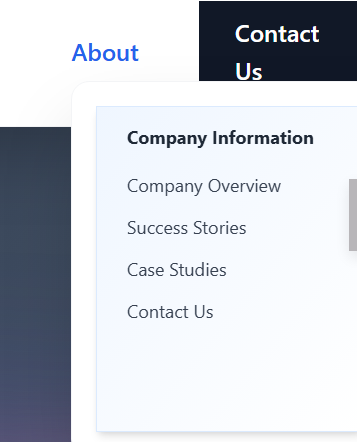 About
Contact
Us
Company Information
Company Overview
Success Stories
Case Studies
Contact Us